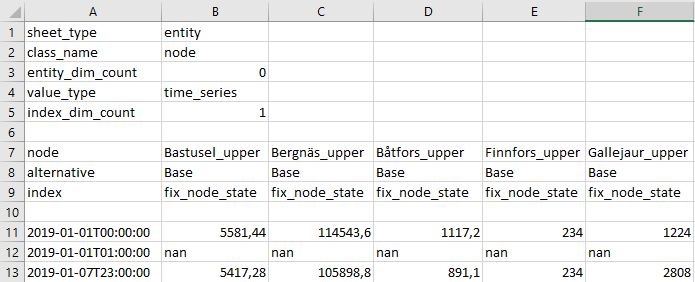 A B C D E F
1 sheet_type entity
2 class_name node
3 entity_dim_count 0
4 value_type time_series
5 index_dim_count 1
6
7 node Bastusel_upper Bergnäs_upper Båtfors_upper Finnfors_upper Gallejaur_upper
8 alternative Base Base Base Base Base
9 index fix_node_state fix_node_state fix_node_state fix_node_state fix_node_state
10
11 2019-01-01T00:00:00 5581,44 114543,6 1117,2 234 1224
12 2019-01-01T01:00:00 nan nan nan nan nan
13 2019-01-07T23:00:00 5417,28 105898,8 891,1 234 2808